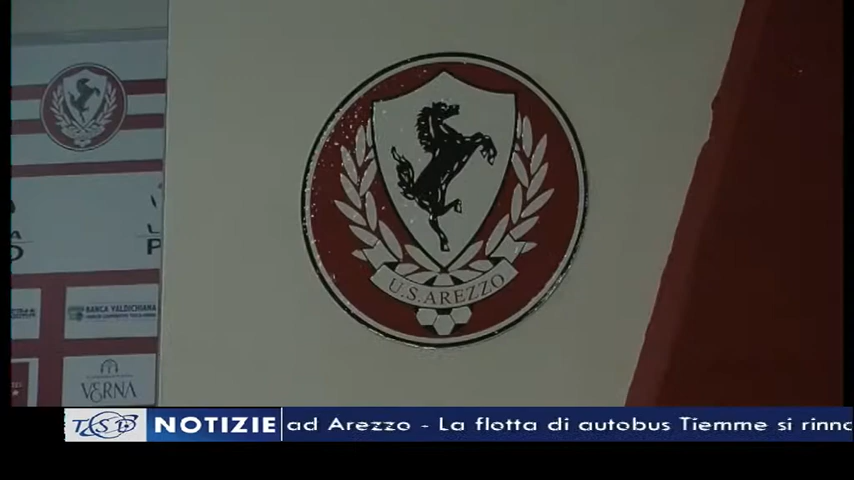 U.S. AREZZO
BANCA VALDICHIANA
VERNA
TSD
NOTIZIE
ad Arezzo - La flotta di autobus Tiemme si rinno